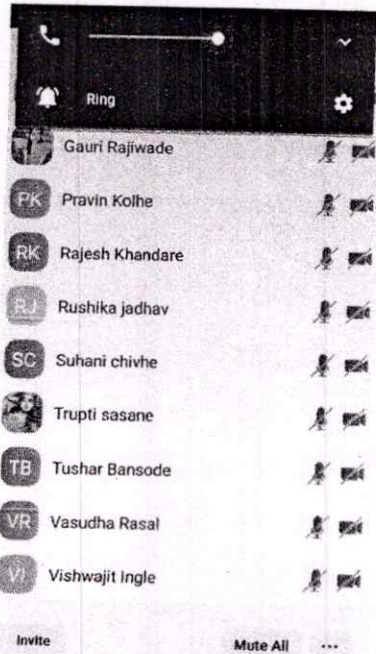 Ring
Gauri Rajiwade
PK Pravin Kolhe
RK Rajesh Khandare
RJ Rushika jadhav
SC Suhani chivhe
Trupti sasane
TB Tushar Bansode
VR Vasudha Rasal
VI Vishwajit Ingle
Invite Mute All ...